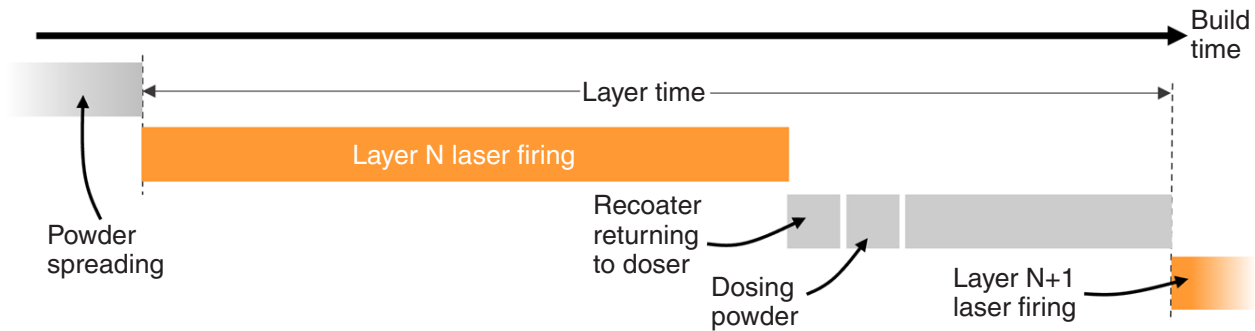 Build
time
Layer time
Layer N laser firing
Powder
spreading
Recoater
returning
to doser
Dosing
powder
Layer N+1
laser firing